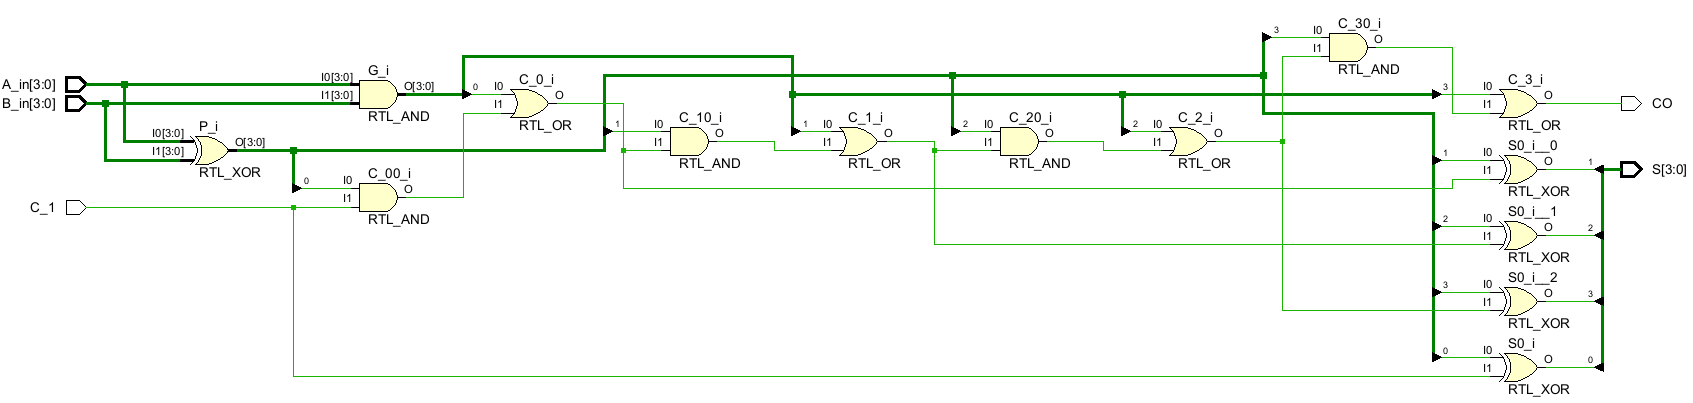 C_30_i
3
I0
O
I1
RTL_AND
G_i
C_0_i
C_3_i
A_in[3:0]
I0[3:0]
O[3:0]
0
I0
O
3
I0
O
B_in[3:0]
I1[3:0]
I1
I1
CO
RTL_AND
RTL_OR
RTL_OR
P_i
C_10_i
C_1_i
C_20_i
C_2_i
I0[3:0]
O[3:0]
1
I0
O
1
I0
O
2
I0
O
2
I0
O
I1[3:0]
I1
I1
I1
I1
RTL_XOR
RTL_AND
RTL_OR
RTL_AND
RTL_OR
S0_i__0
1
I0
O
1
S[3:0]
I1
RTL_XOR
C_00_i
0
I0
O
C_1
I1
RTL_AND
S0_i__1
2
I0
O
2
I1
RTL_XOR
S0_i__2
3
I0
O
3
I1
RTL_XOR
S0_i
0
I0
O
0
I1
RTL_XOR